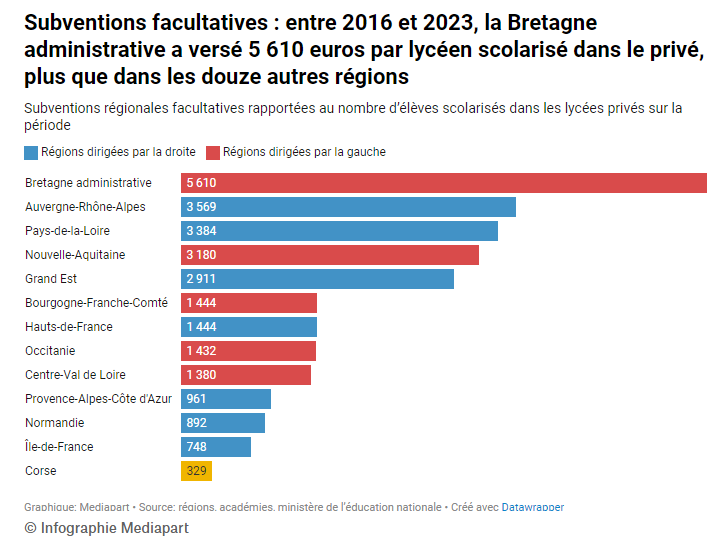 Subventions facultatives : entre 2016 et 2023, la Bretagne
administrative a versé 5 610 euros par lycéen scolarisé dans le privé,
plus que dans les douze autres régions
Subventions régionales facultatives rapportées au nombre d'élèves scolarisés dans les lycées privés sur la
période
Régions dirigées par la droite Régions dirigées par la gauche
Bretagne administrative 5 610
Auvergne-Rhône-Alpes 3 569
Pays-de-la-Loire 3 384
Nouvelle-Aquitaine 3 180
Grand Est 2 911
Bourgogne-Franche-Comté 1 444
Hauts-de-France 1 444
Occitanie 1 432
Centre-Val de Loire 1 380
Provence-Alpes-Côte d'Azur 961
Normandie 892
Île-de-France 748
Corse 329
Graphique: Mediapart • Source: régions, académies, ministère de l'éducation nationale • Créé avec Datawrapper
© Infographie Mediapart